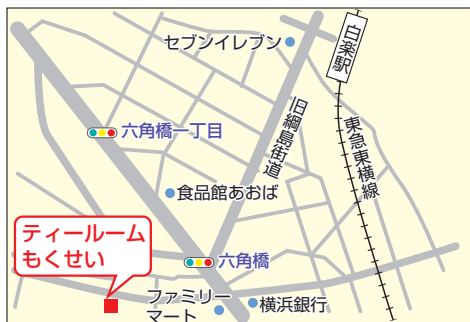 セブンイレブン
白楽駅
旧綱島街道
東急東横線
六角橋一丁目
食品館あおば
ティールーム
もくせい
六角橋
ファミリー
マート
横浜銀行